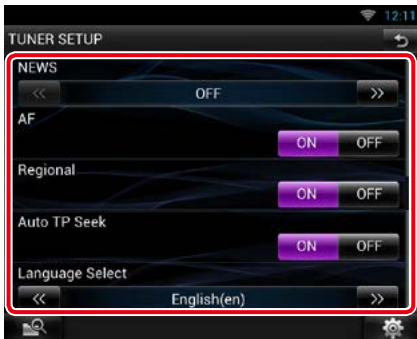 12:11
TUNER SETUP
NEWS
<< OFF >>
AF
ON OFF
Regional
ON OFF
Auto TP Seek
ON OFF
Language Select
<< English(en) >>